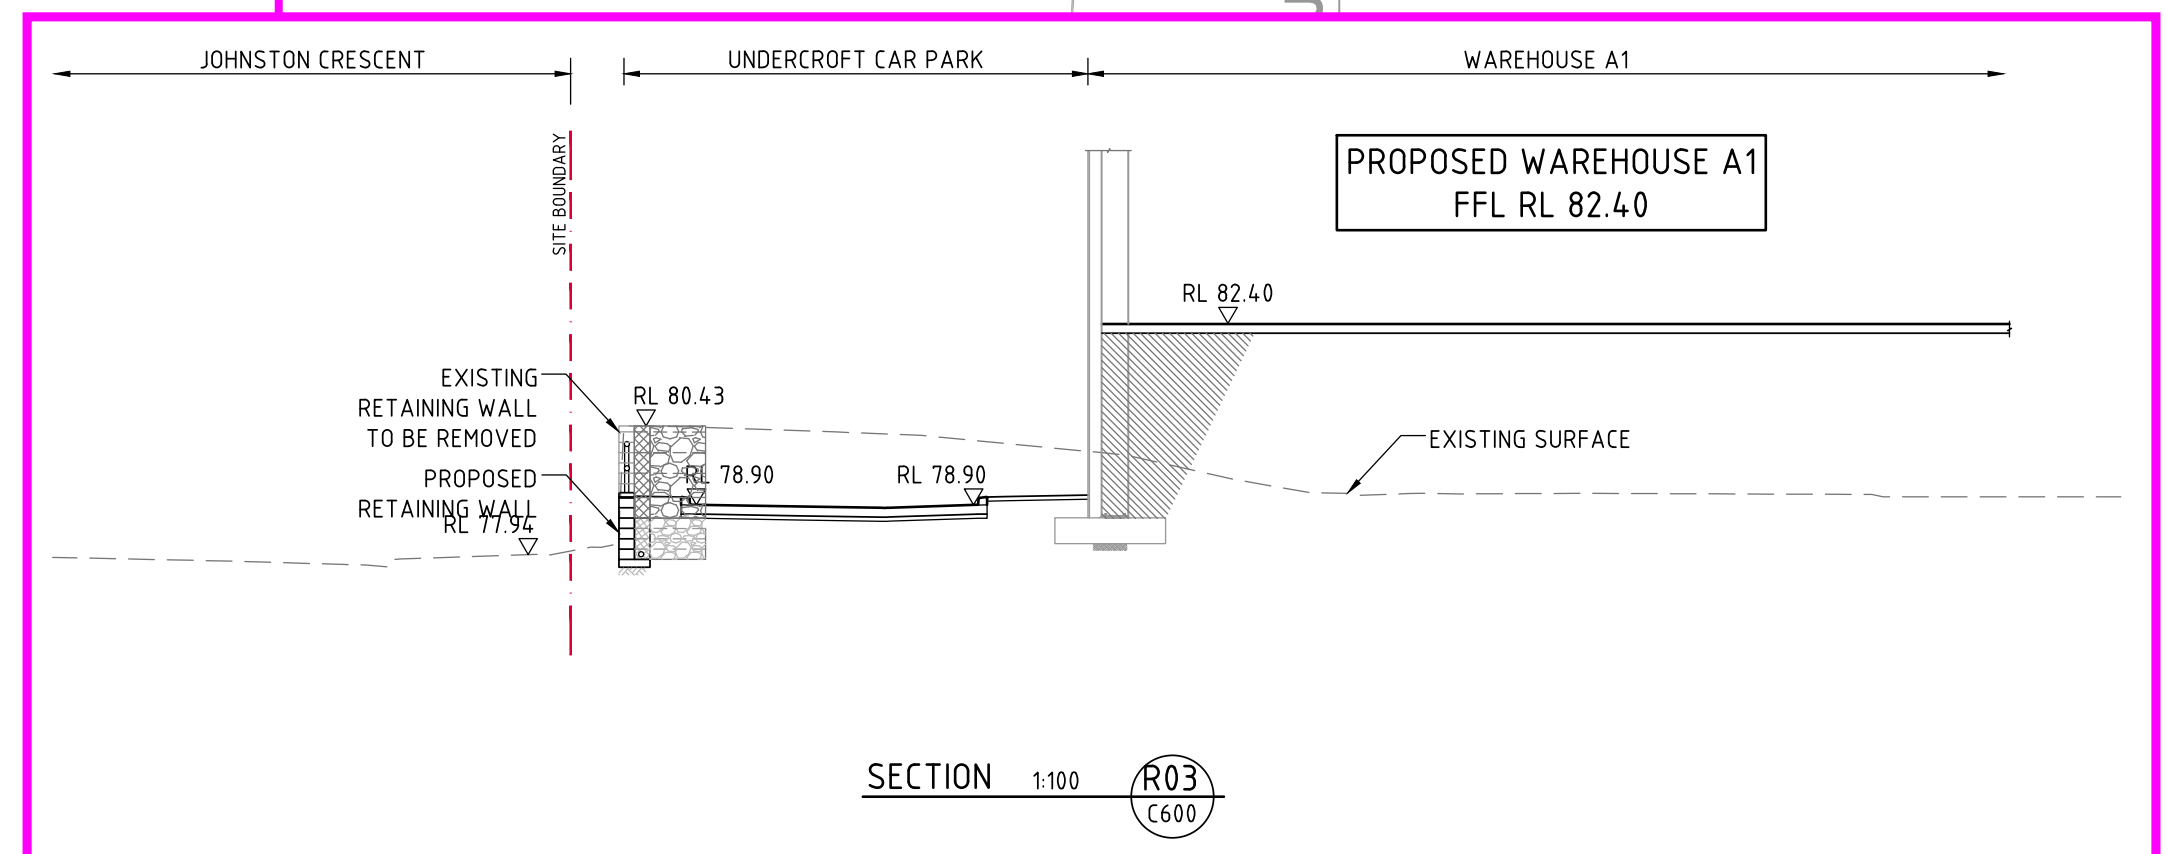 JOHNSTON CRESCENT
UNDERCROFT CAR PARK
WAREHOUSE A1
SITE BOUNDARY
PROPOSED WAREHOUSE A1
FFL RL 82.40
RL 82.40
EXISTING
RETAINING WALL
TO BE REMOVED
RL 80.43
EXISTING SURFACE
PROPOSED
RETAINING WALL
RL 78.90
RL 78.90
RL 77.94
SECTION 1:100
R03
C600